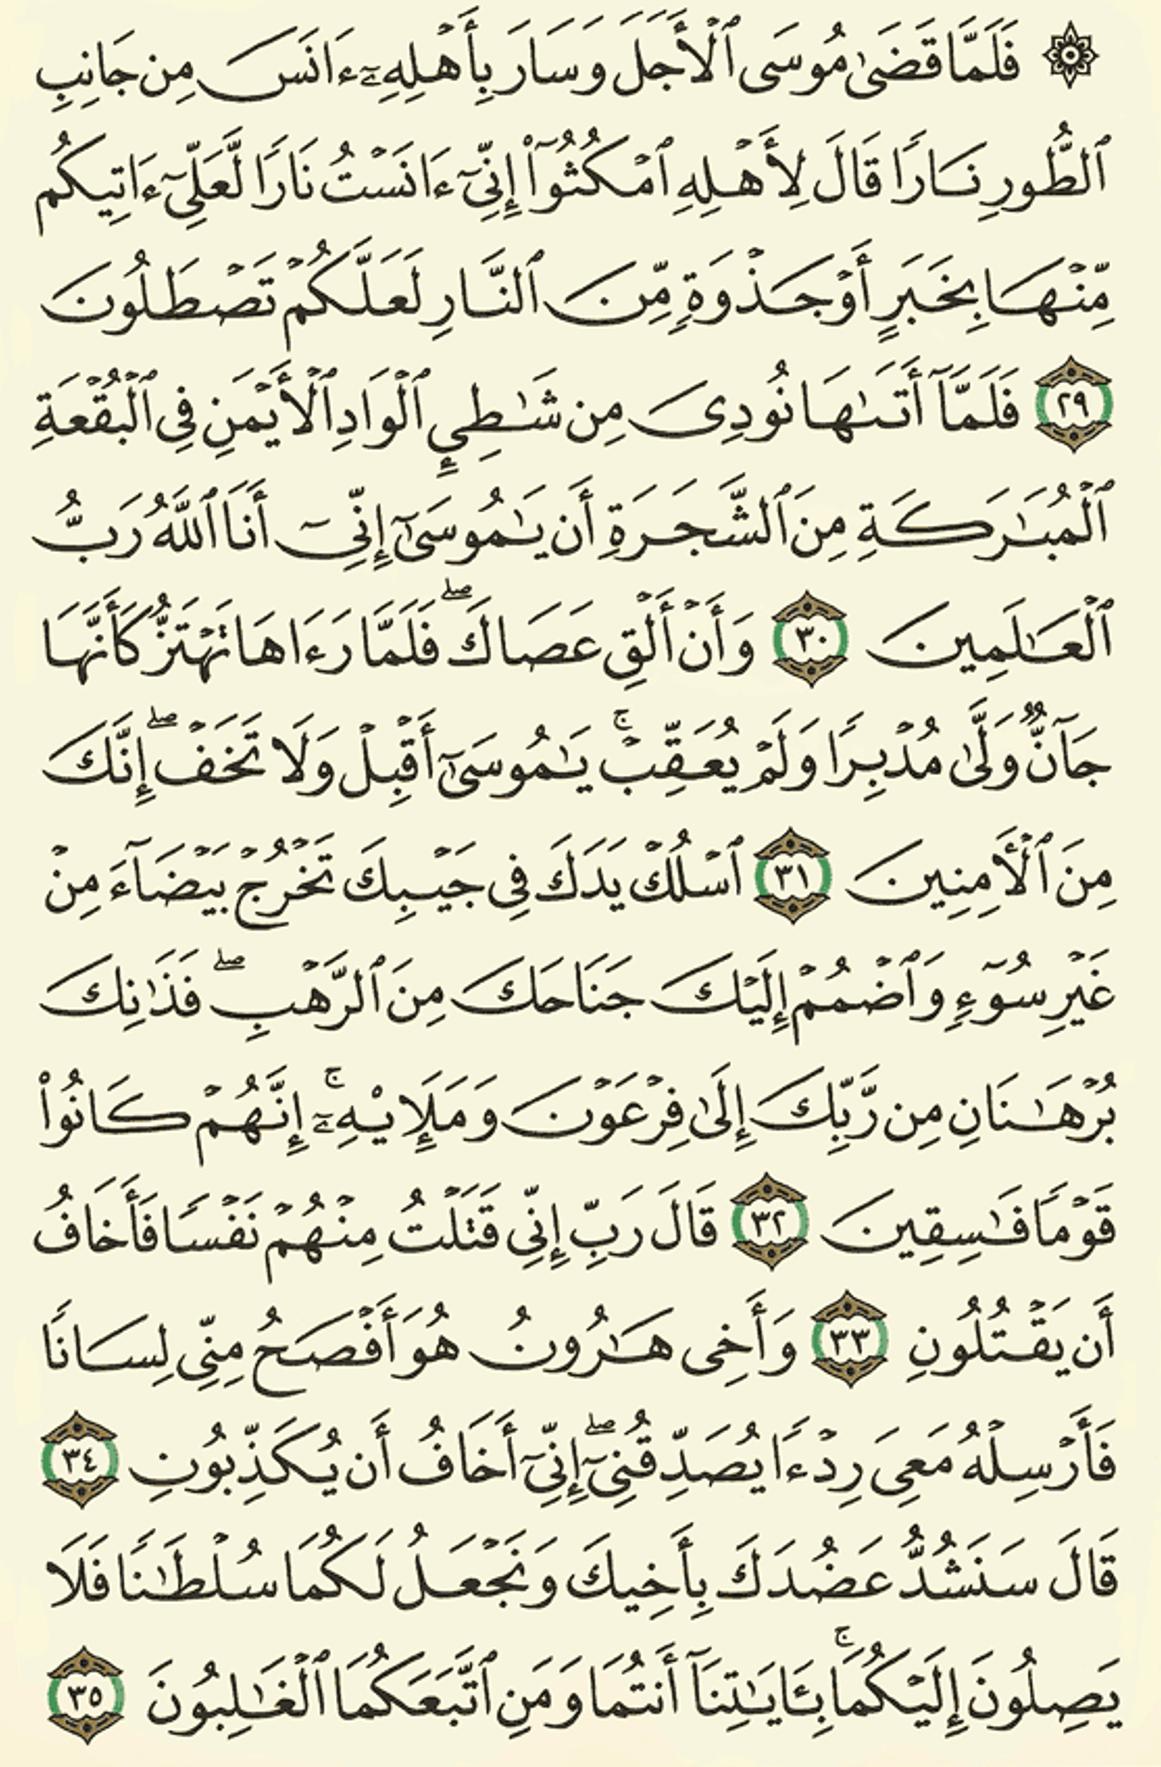 ۞ فَلَمَّا قَضَىٰ مُوسَى ٱلْأَجَلَ وَسَارَ بِأَهْلِهِۦٓ ءَانَسَ مِن جَانِبِ
ٱلطُّورِ نَارًا قَالَ لِأَهْلِهِ ٱمْكُثُوٓا۟ إِنِّىٓ ءَانَسْتُ نَارًا لَّعَلِّىٓ ءَاتِيكُم
مِّنْهَا بِخَبَرٍ أَوْ جَذْوَةٍ مِّنَ ٱلنَّارِ لَعَلَّكُمْ تَصْطَلُونَ
٢٩ فَلَمَّآ أَتَىٰهَا نُودِىَ مِن شَٰطِئِ ٱلْوَادِ ٱلْأَيْمَنِ فِى ٱلْبُقْعَةِ
ٱلْمُبَٰرَكَةِ مِنَ ٱلشَّجَرَةِ أَن يَٰمُوسَىٰٓ إِنِّىٓ أَنَا ٱللَّهُ رَبُّ
ٱلْعَٰلَمِينَ ٣٠ وَأَنْ أَلْقِ عَصَاكَ ۖ فَلَمَّا رَءَاهَا تَهْتَزُّ كَأَنَّهَا
جَآنٌّ وَلَّىٰ مُدْبِرًا وَلَمْ يُعَقِّبْ ۚ يَٰمُوسَىٰٓ أَقْبِلْ وَلَا تَخَفْ ۖ إِنَّكَ
مِنَ ٱلْأَمِنِينَ ٣١ ٱسْلُكْ يَدَكَ فِى جَيْبِكَ تَخْرُجْ بَيْضَآءَ مِنْ
غَيْرِ سُوٓءٍ وَٱضْمُمْ إِلَيْكَ جَنَاحَكَ مِنَ ٱلرَّهْبِ ۖ فَذَٰنِكَ
بُرْهَٰنَانِ مِن رَّبِّكَ إِلَىٰ فِرْعَوْنَ وَمَلَإِي۟هِۦٓ ۚ إِنَّهُمْ كَانُوا۟
قَوْمًا فَٰسِقِينَ ٣٢ قَالَ رَبِّ إِنِّى قَتَلْتُ مِنْهُمْ نَفْسًا فَأَخَافُ
أَن يَقْتُلُونِ ٣٣ وَأَخِى هَٰرُونُ هُوَ أَفْصَحُ مِنِّى لِسَانًا
فَأَرْسِلْهُ مَعِىَ رِدْءًا يُصَدِّقُنِىٓ ۖ إِنِّىٓ أَخَافُ أَن يُكَذِّبُونِ ٣٤
قَالَ سَنَشُدُّ عَضُدَكَ بِأَخِيكَ وَنَجْعَلُ لَكُمَا سُلْطَٰنًا فَلَا
يَصِلُونَ إِلَيْكُمَا ۚ بِـَٔايَٰتِنَآ أَنتُمَا وَمَنِ ٱتَّبَعَكُمَا ٱلْغَٰلِبُونَ ٣٥